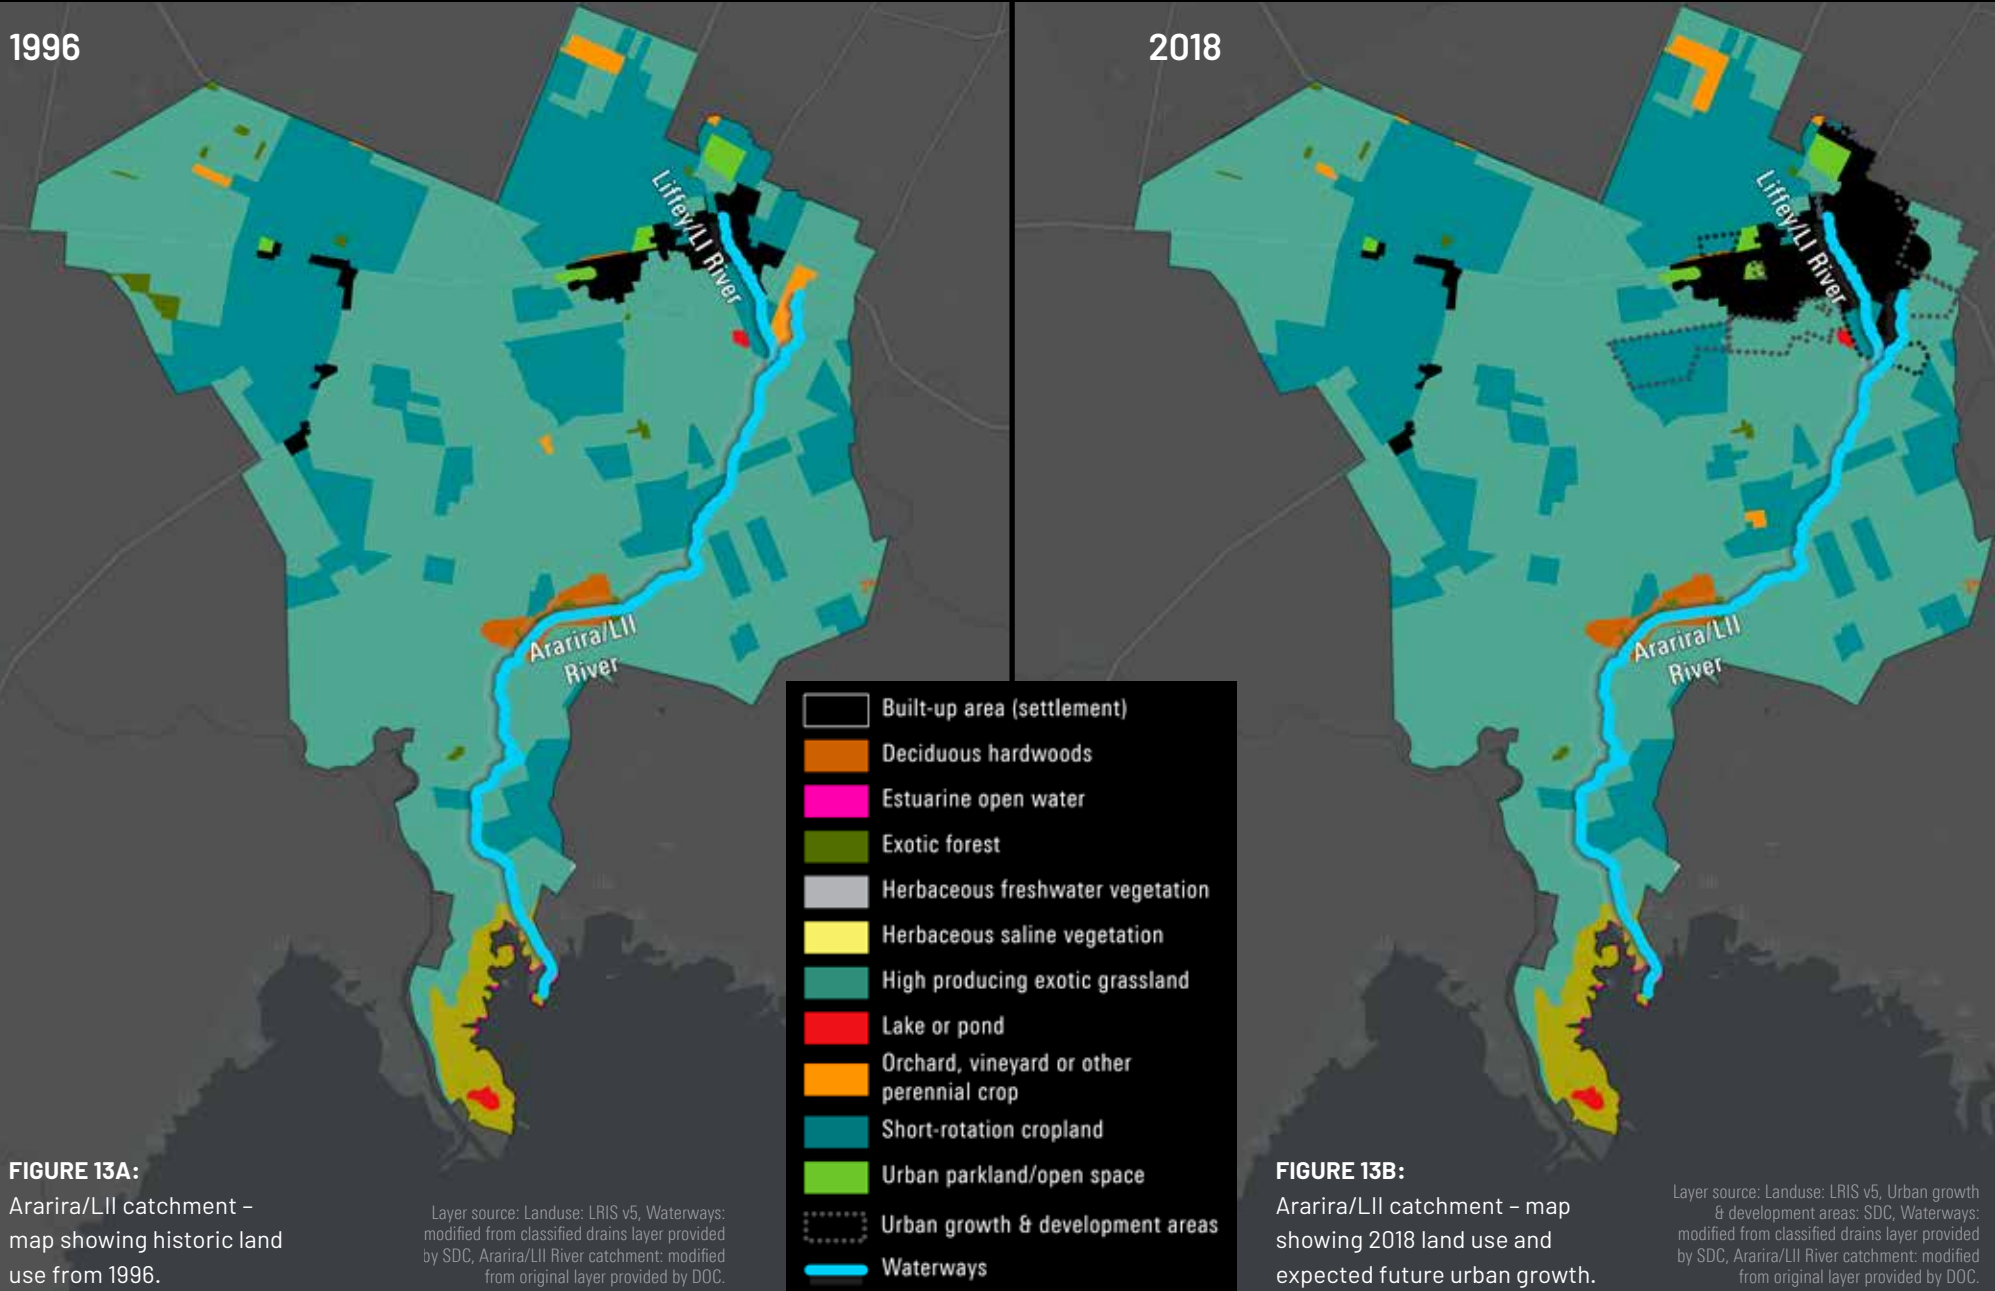 1996
Liffey/LI River
Ararira/LII
River
FIGURE 13A:
Ararira/LII catchment –
map showing historic land
use from 1996.
Layer source: Landuse: LRIS v5, Waterways:
modified from classified drains layer provided
by SDC, Ararira/LII River catchment: modified
from original layer provided by DOC.
Built-up area (settlement)
Deciduous hardwoods
Estuarine open water
Exotic forest
Herbaceous freshwater vegetation
Herbaceous saline vegetation
High producing exotic grassland
Lake or pond
Orchard, vineyard or other
perennial crop
Short-rotation cropland
Urban parkland/open space
Urban growth & development areas
Waterways
2018
Liffey/LI River
Ararira/LII
River
FIGURE 13B:
Ararira/LII catchment – map
showing 2018 land use and
expected future urban growth.
Layer source: Landuse: LRIS v5, Urban growth
& development areas: SDC, Waterways:
modified from classified drains layer provided
by SDC, Ararira/LII River catchment: modified
from original layer provided by DOC.